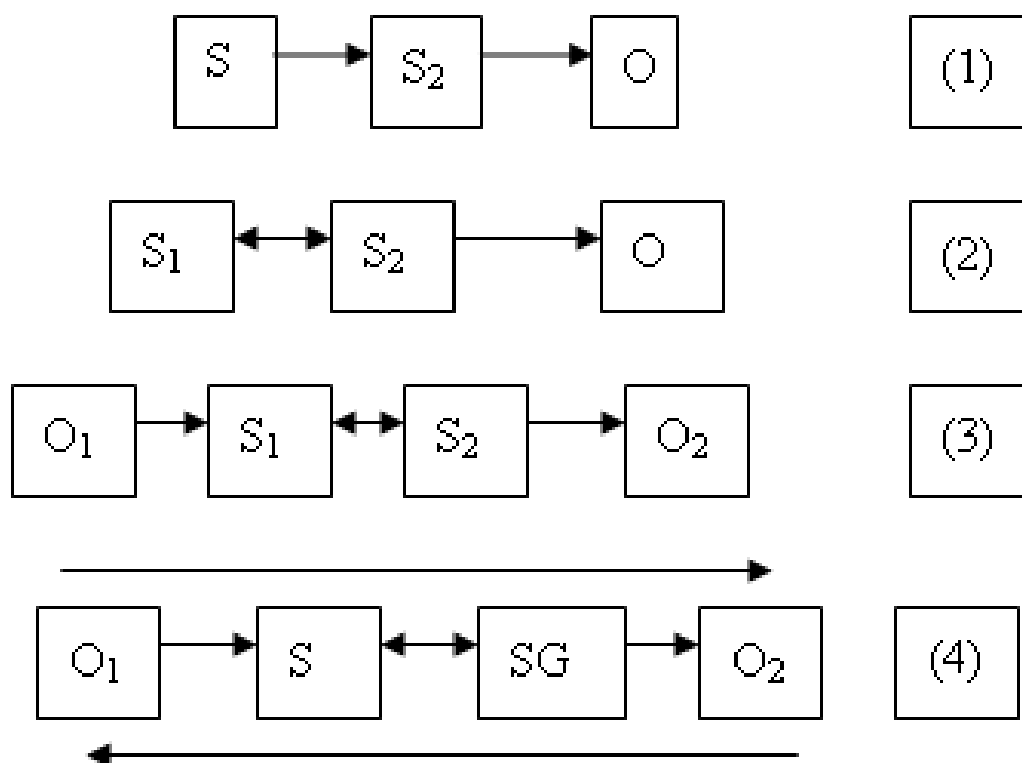 S S₂ O (1)
S₁ S₂ O (2)
O₁ S₁ S₂ O₂ (3)
O₁ S SG O₂ (4)